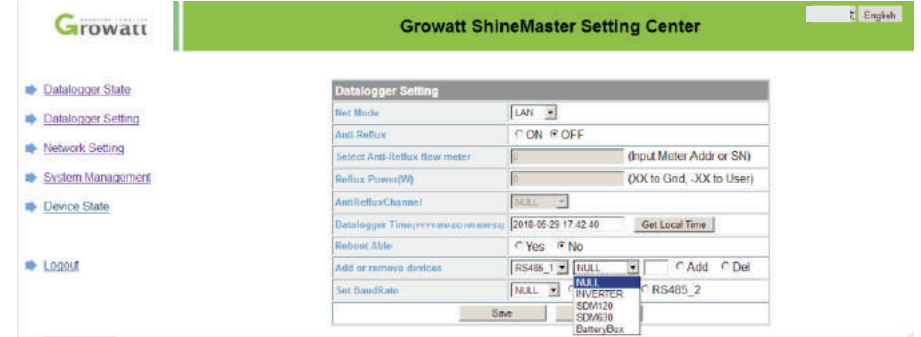 Growatt
Growatt ShineMaster Setting Center
English
Datalogger State
Datalogger Setting
Network Setting
System Management
Device State
Logout
Datalogger Setting
Net Mode LAN
Anti-Reflux ON OFF
Select Anti-Reflux flow meter 0 (Input Meter Addr or SN)
Reflux Power(W) 0 (XX to Grid, -XX to User)
AntiRefluxChannel NULL
Datalogger Time 2018-05-29 17:42:40 Get Local Time
Reboot Able Yes No
Add or remove devices RS485_1 NULL Add Del
Set BaudRate NULL RS485_2
NULL
INVERTER
SDM120
SDM630
BatteryBox
Save